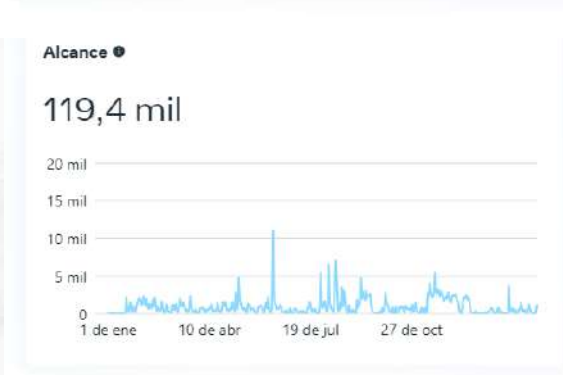 Alcance
119,4 mil
20 mil
15 mil
10 mil
5 mil
0
1 de ene 10 de abr 19 de jul 27 de oct